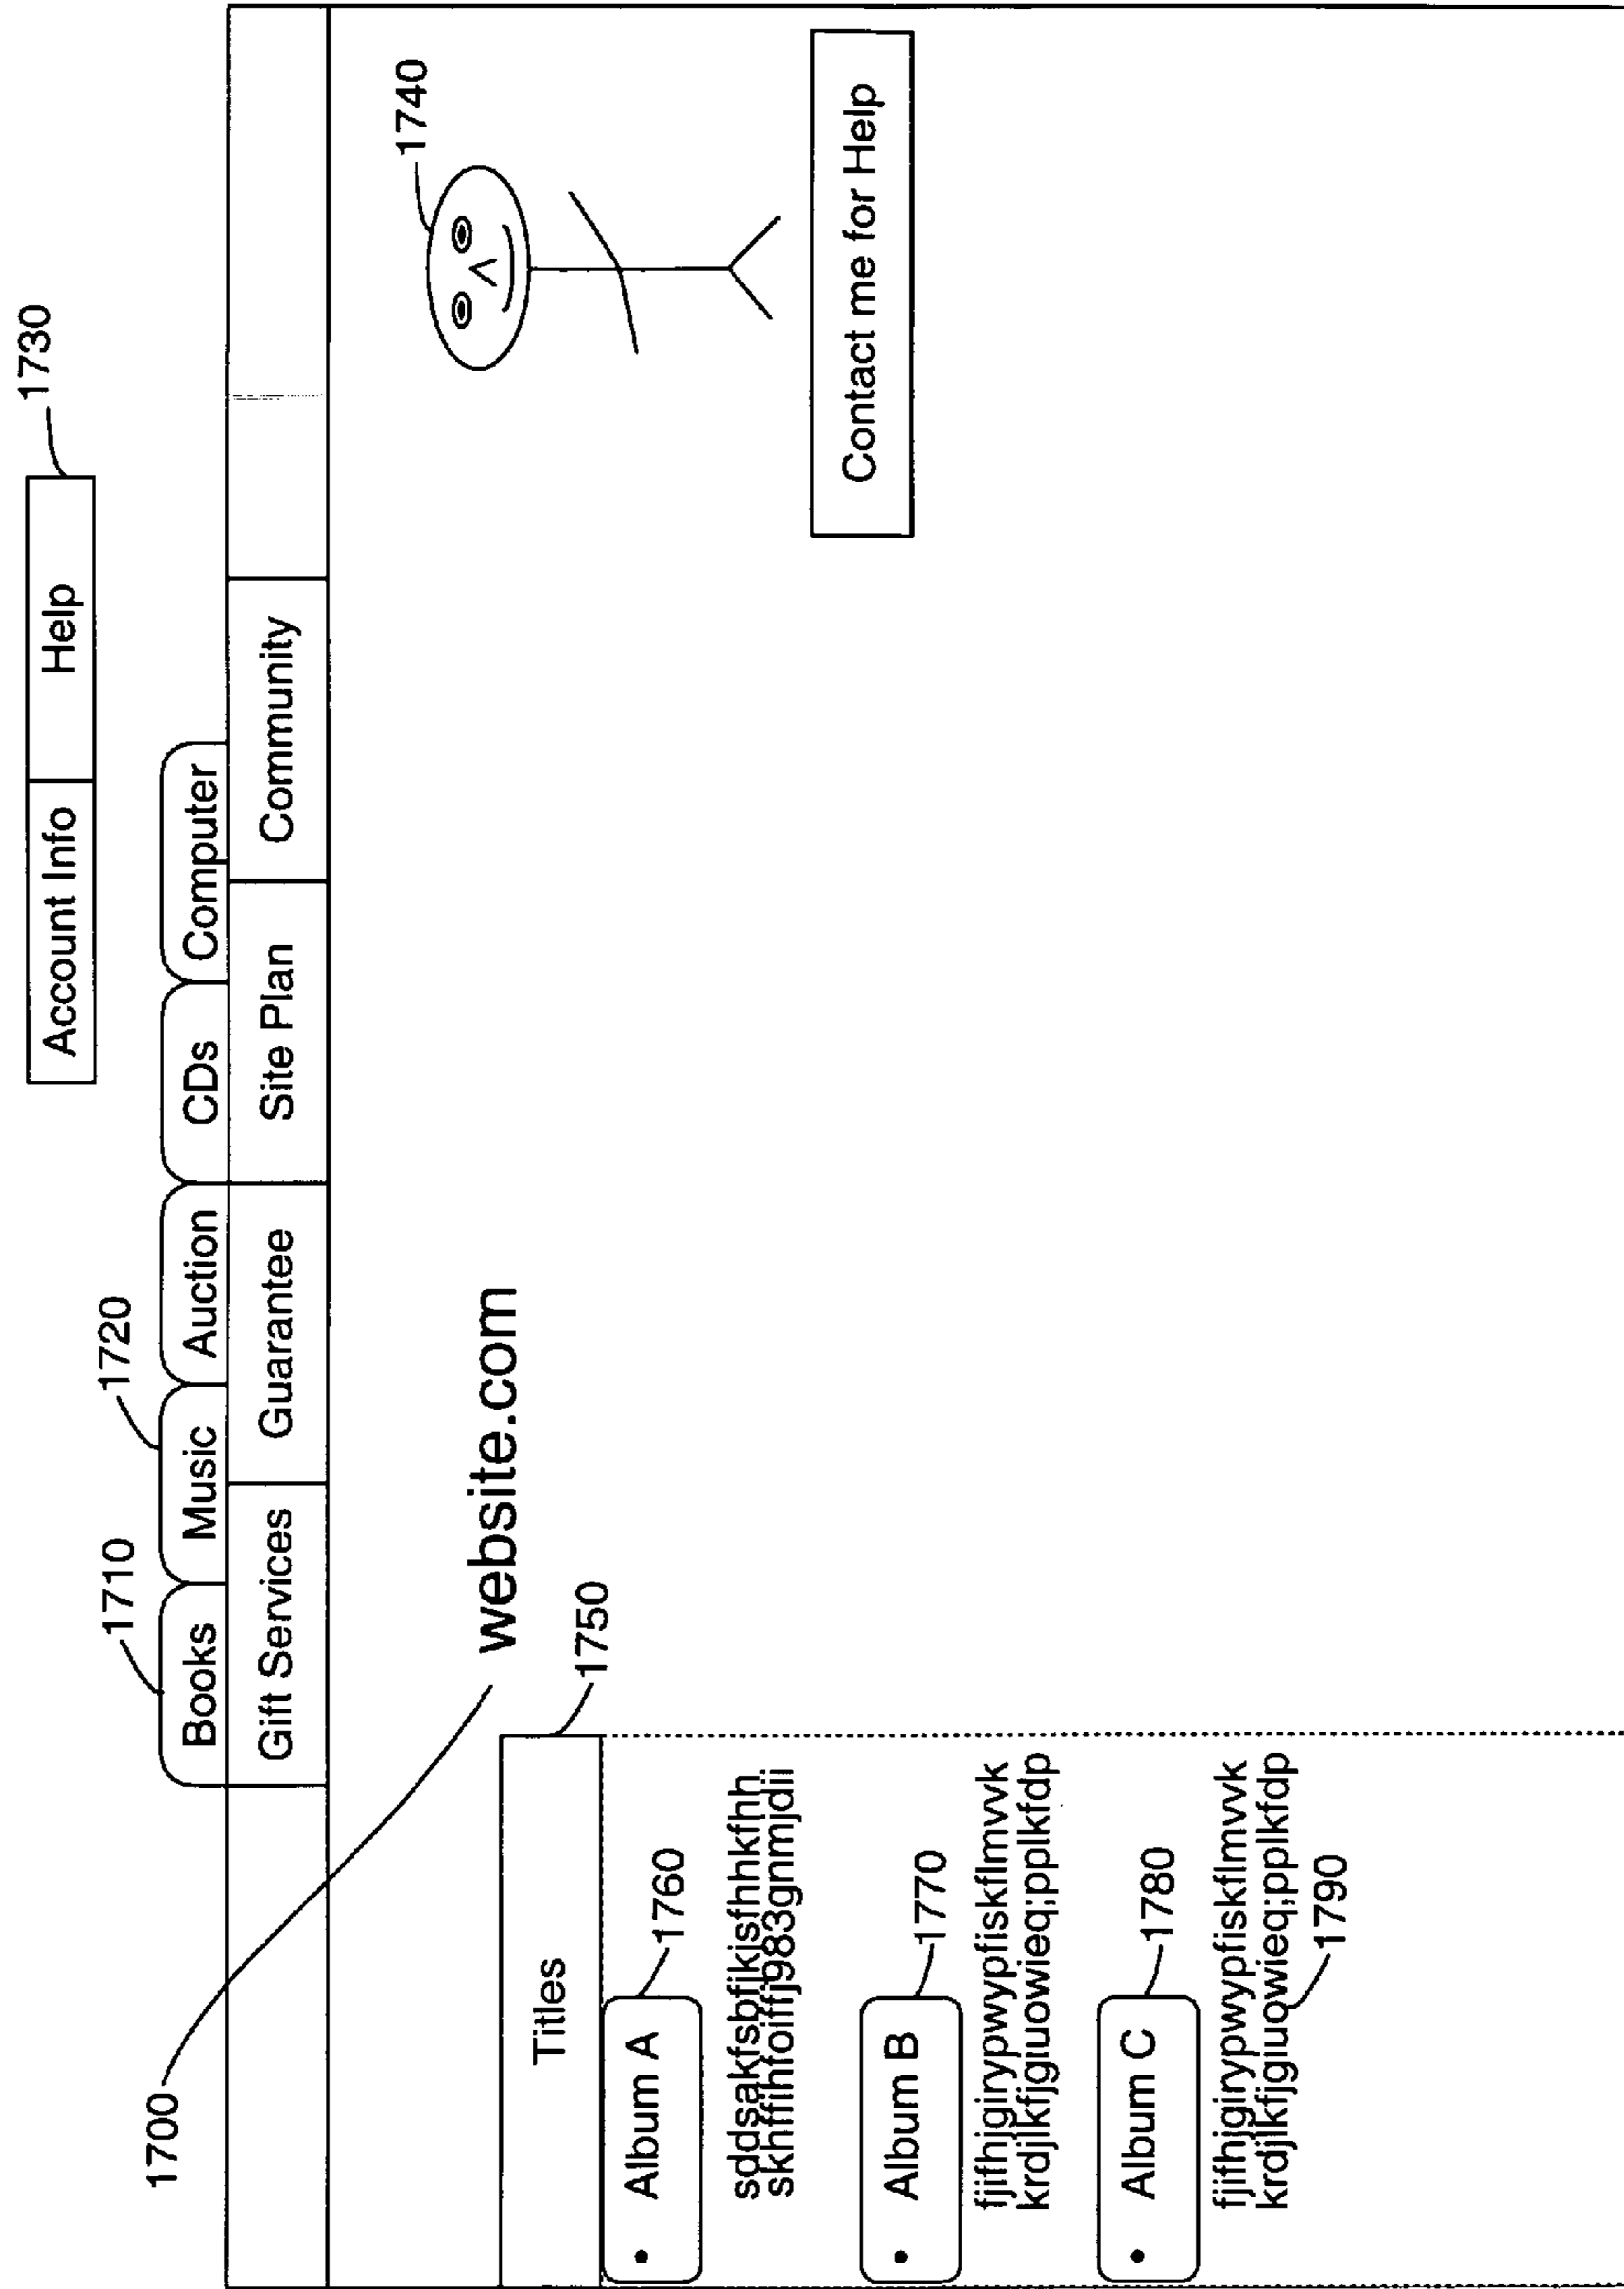 1730
Account Info Help
1710 1720
Books Music Auction CDs Computer
Gift Services Guarantee Site Plan Community
1700
website.com
1740
Contact me for Help
1750
Titles
• Album A
1760
sddsakfsbfjkjsfhhkfhh
skhffihfoiffj983gnmjdii
• Album B
1770
fjifhjgirypwypfiskflmvvk
krdjlkfjgiuowieq;pplkfdp
• Album C
1780
fjifhjgirypwypfiskflmvvk
krdjlkfjgiuowieq;pplkfdp
1790